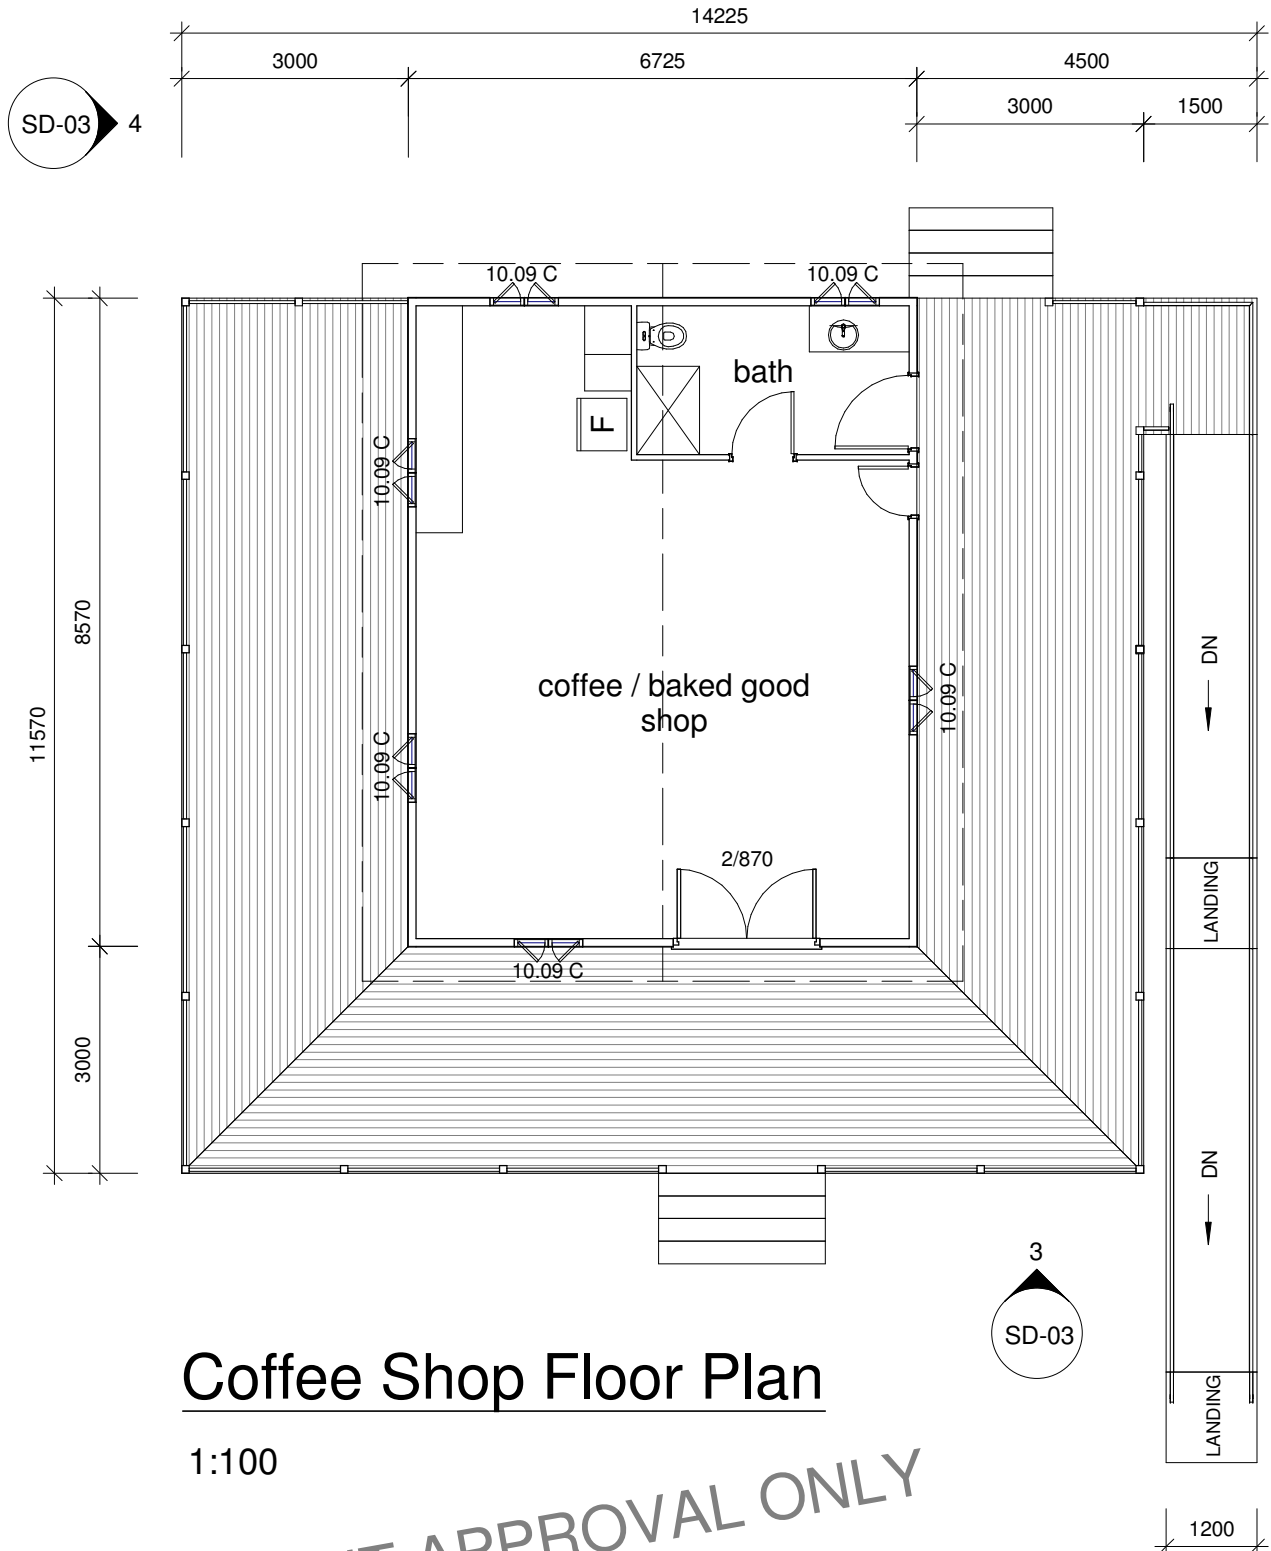 14225
3000
6725
4500
3000
1500
SD-03
4
10.09 C
10.09 C
bath
F
10.09 C
8570
11570
DN
coffee / baked good
shop
10.09 C
10.09 C
2/870
LANDING
10.09 C
3000
DN
3
SD-03
Coffee Shop Floor Plan
LANDING
1:100
APPROVAL ONLY
1200